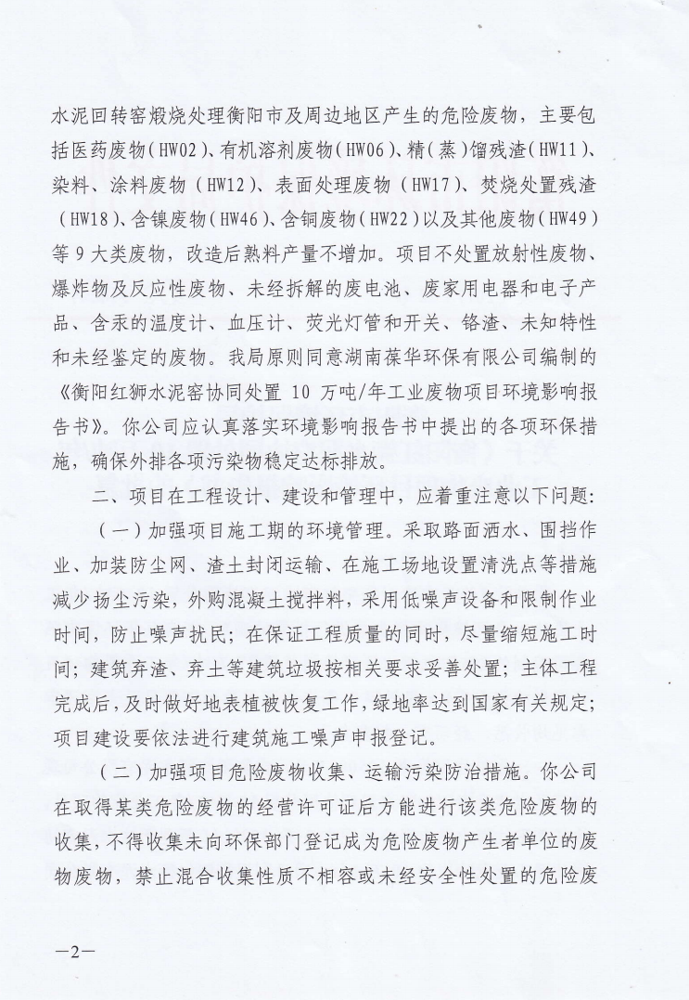 水泥回转窑煅烧处理衡阳市及周边地区产生的危险废物，主要包
括医药废物(HW02)、有机溶剂废物(HW06)、精(蒸)馏残渣(HW11)、
染料、涂料废物（HW12）、表面处理废物（HW17）、焚烧处置残渣
（HW18）、含镍废物(HW46)、含铜废物(HW22)以及其他废物(HW49)
等 9 大类废物，改造后熟料产量不增加。项目不处置放射性废物、
爆炸物及反应性废物、未经拆解的废电池、废家用电器和电子产
品、含汞的温度计、血压计、荧光灯管和开关、铬渣、未知特性
和未经鉴定的废物。我局原则同意湖南葆华环保有限公司编制的
《衡阳红狮水泥窑协同处置 10 万吨/年工业废物项目环境影响报
告书》。你公司应认真落实环境影响报告书中提出的各项环保措
施，确保外排各项污染物稳定达标排放。
二、项目在工程设计、建设和管理中，应着重注意以下问题：
（一）加强项目施工期的环境管理。采取路面洒水、围挡作
业、加装防尘网、渣土封闭运输、在施工场地设置清洗点等措施
减少扬尘污染，外购混凝土搅拌料，采用低噪声设备和限制作业
时间，防止噪声扰民；在保证工程质量的同时，尽量缩短施工时
间；建筑弃渣、弃土等建筑垃圾按相关要求妥善处置；主体工程
完成后，及时做好地表植被恢复工作，绿地率达到国家有关规定；
项目建设要依法进行建筑施工噪声申报登记。
（二）加强项目危险废物收集、运输污染防治措施。你公司
在取得某类危险废物的经营许可证后方能进行该类危险废物的
收集，不得收集未向环保部门登记成为危险废物产生者单位的废
物废物，禁止混合收集性质不相容或未经安全性处置的危险废
—2—